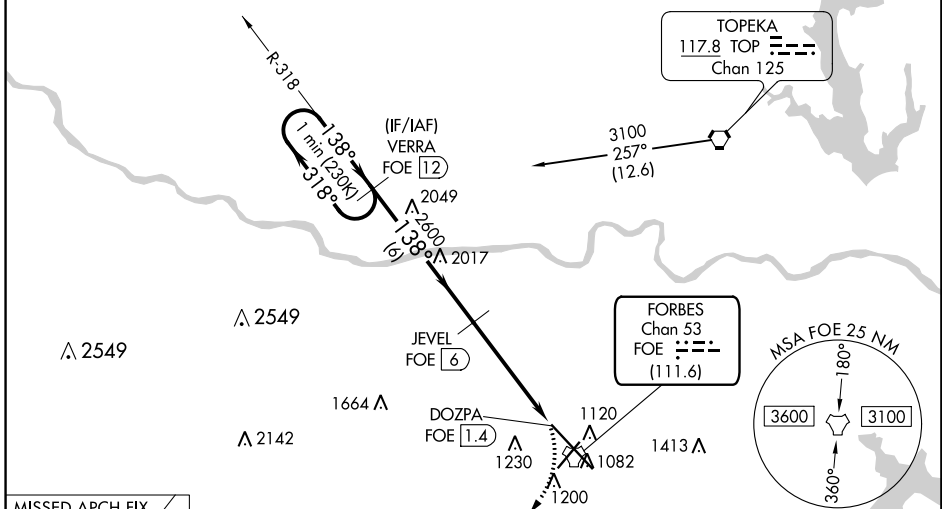 TOPEKA
117.8 TOP
Chan 125
R-318
3100
257°
(12.6)
(IF/IAF)
VERRA
FOE 12
138°
1 min (230K)
318°
2049
2600
138°
(6)
2017
2549
2549
JEVEL
FOE 6
FORBES
Chan 53
FOE
(111.6)
MSA FOE 25 NM
180°
3600
3100
360°
1664
2142
DOZPA
FOE 1.4
1120
1230
1082
1413
1200
MISSED APCH FIX